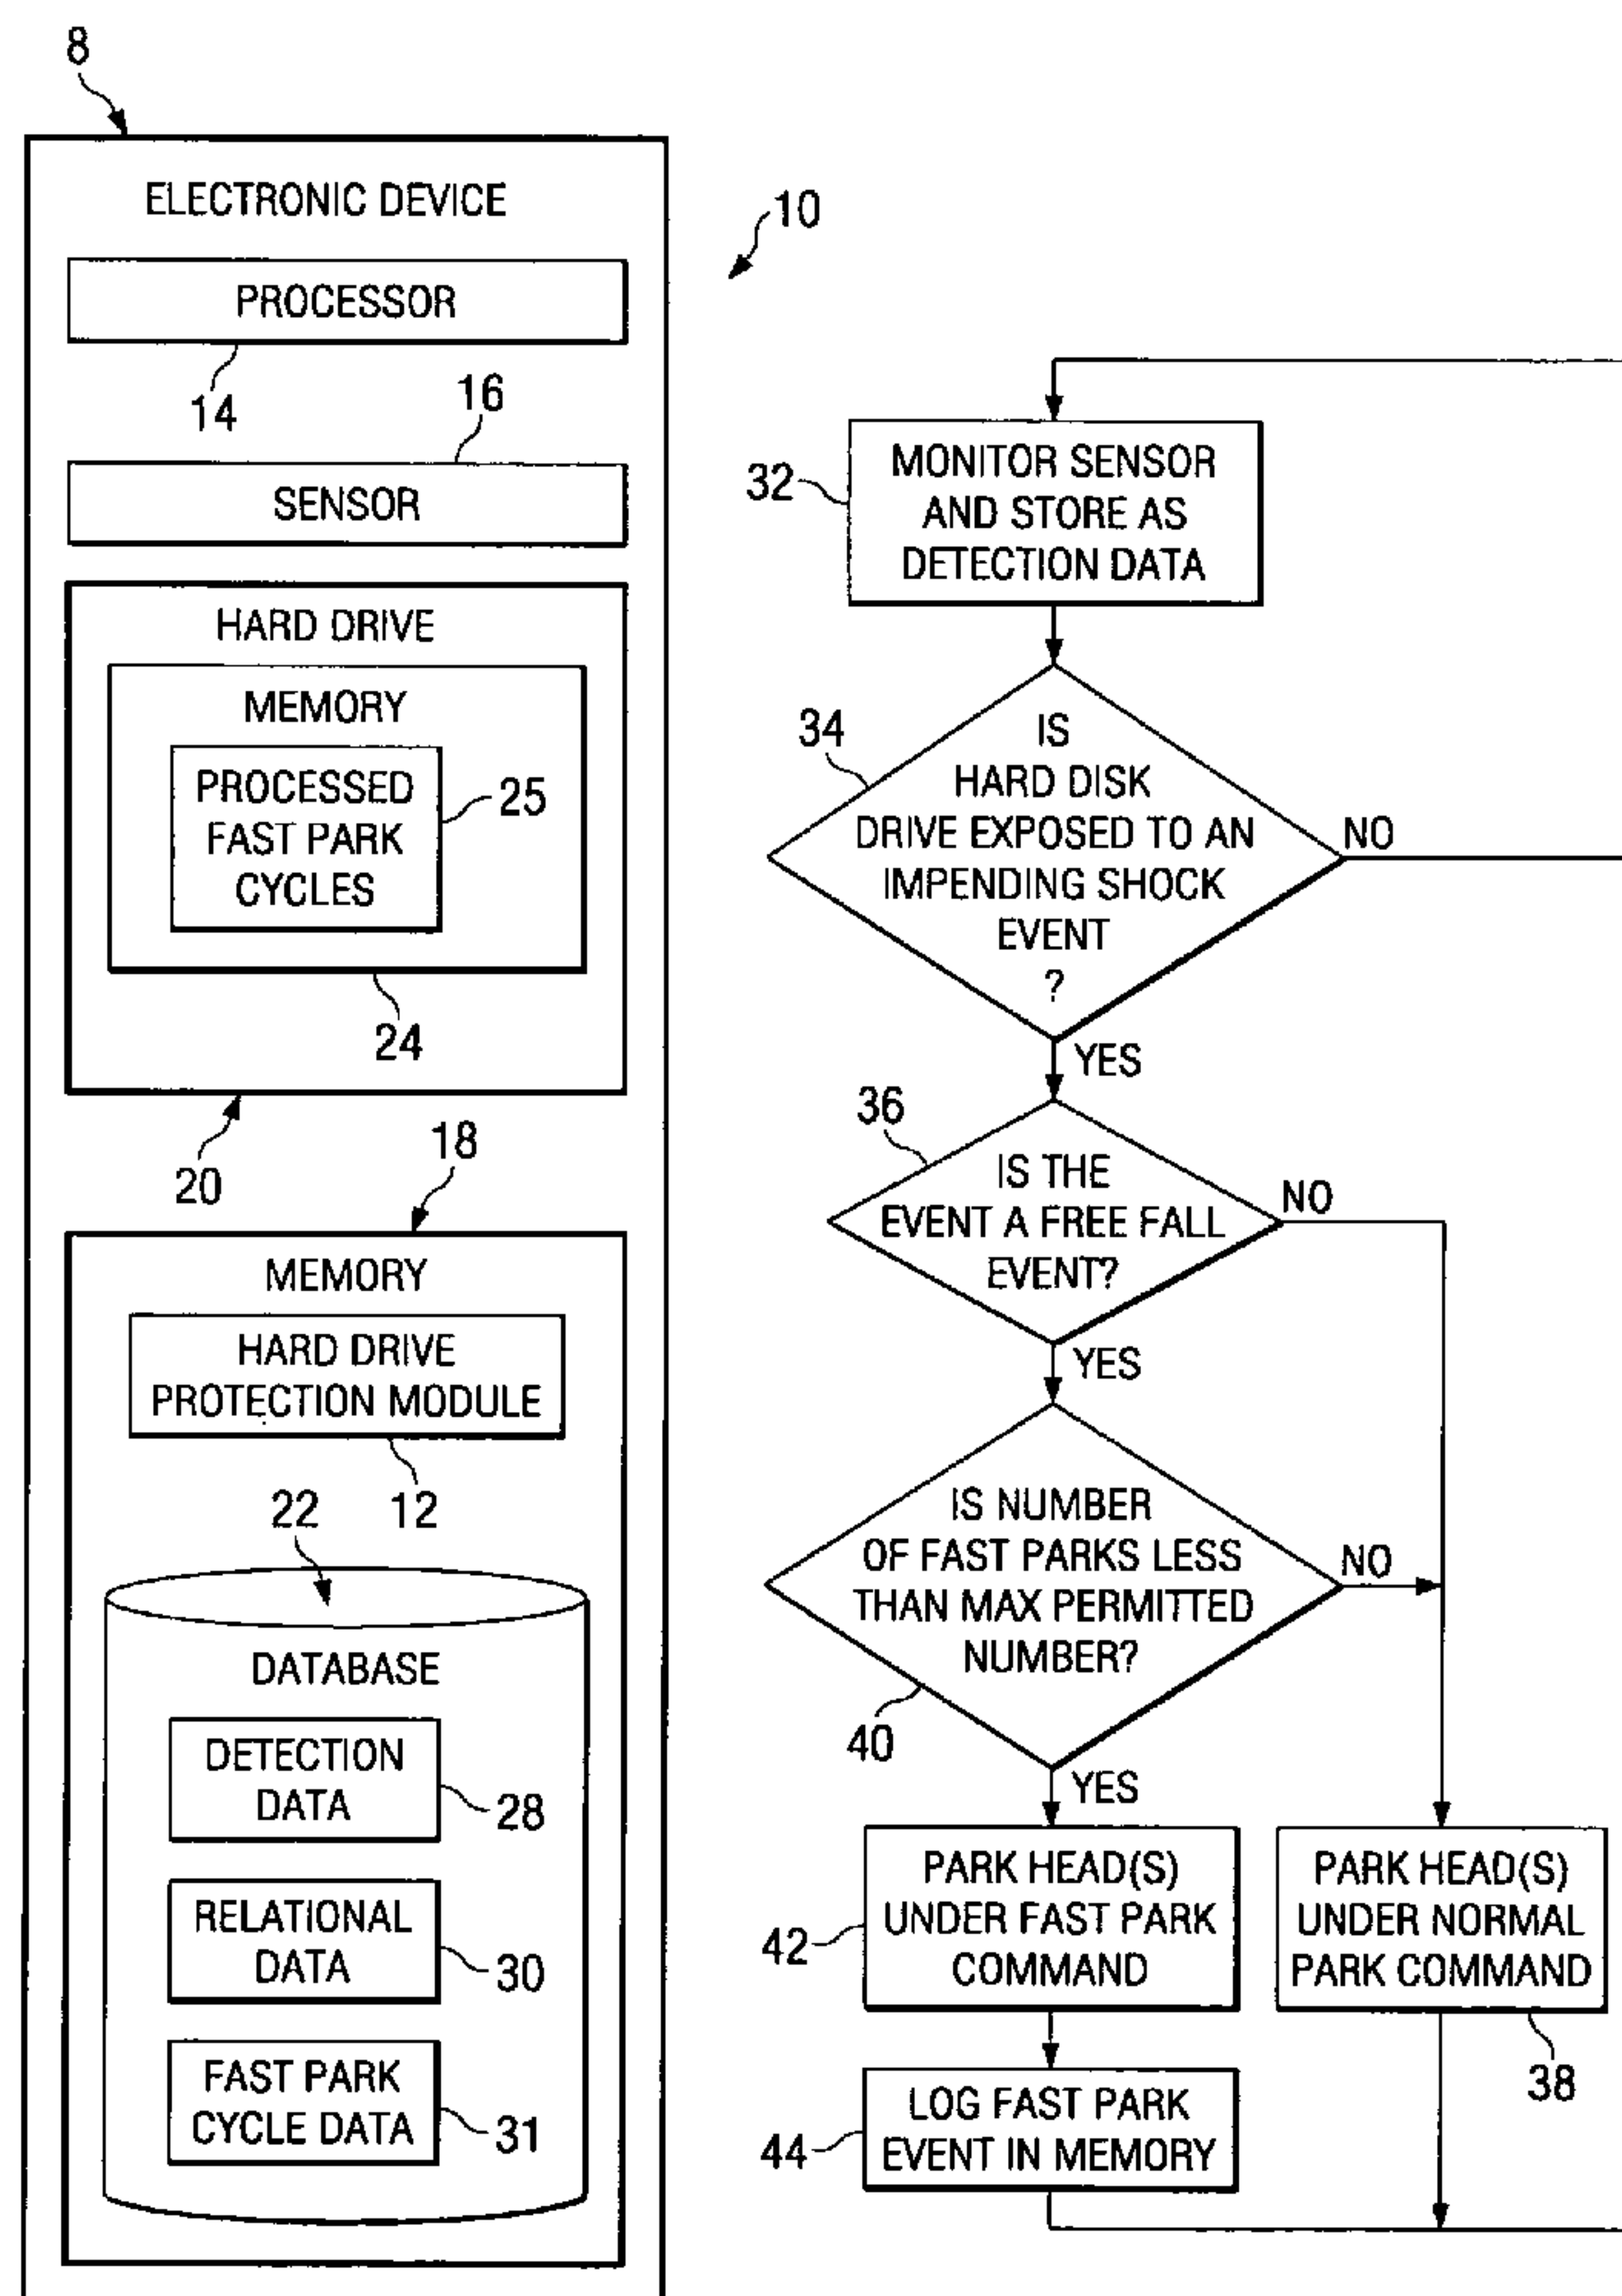 8
ELECTRONIC DEVICE
PROCESSOR
14
16
SENSOR
HARD DRIVE
MEMORY
PROCESSED
FAST PARK
CYCLES
25
24
20
18
MEMORY
HARD DRIVE
PROTECTION MODULE
12
22
DATABASE
DETECTION
DATA
28
RELATIONAL
DATA
30
FAST PARK
CYCLE DATA
31
10
32
MONITOR SENSOR
AND STORE AS
DETECTION DATA
34
IS
HARD DISK
DRIVE EXPOSED TO AN
IMPENDING SHOCK
EVENT
?
NO
YES
36
IS THE
EVENT A FREE FALL
EVENT?
NO
YES
IS NUMBER
OF FAST PARKS LESS
THAN MAX PERMITTED
NUMBER?
NO
40
YES
42
PARK HEAD(S)
UNDER FAST PARK
COMMAND
PARK HEAD(S)
UNDER NORMAL
PARK COMMAND
38
44
LOG FAST PARK
EVENT IN MEMORY